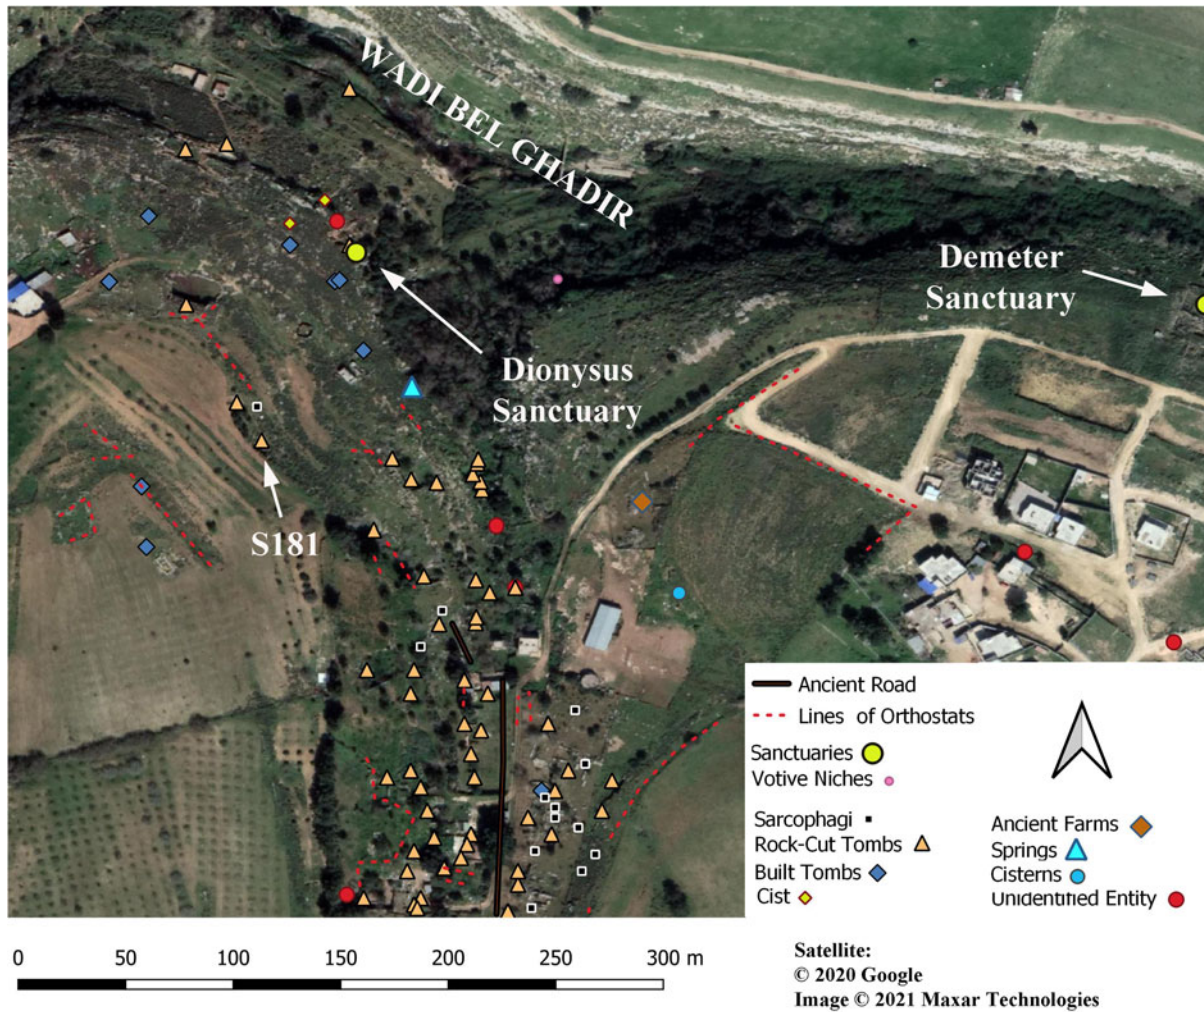 WADI BEL GHADIR
Demeter
Sanctuary
Dionysus
Sanctuary
S181
Ancient Road
Lines of Orthostats
Sanctuaries
Votive Niches
Sarcophagi
Rock-Cut Tombs
Built Tombs
Cist
Ancient Farms
Springs
Cisterns
Unidentified Entity
0 50 100 150 200 250 300 m
Satellite:
© 2020 Google
Image © 2021 Maxar Technologies